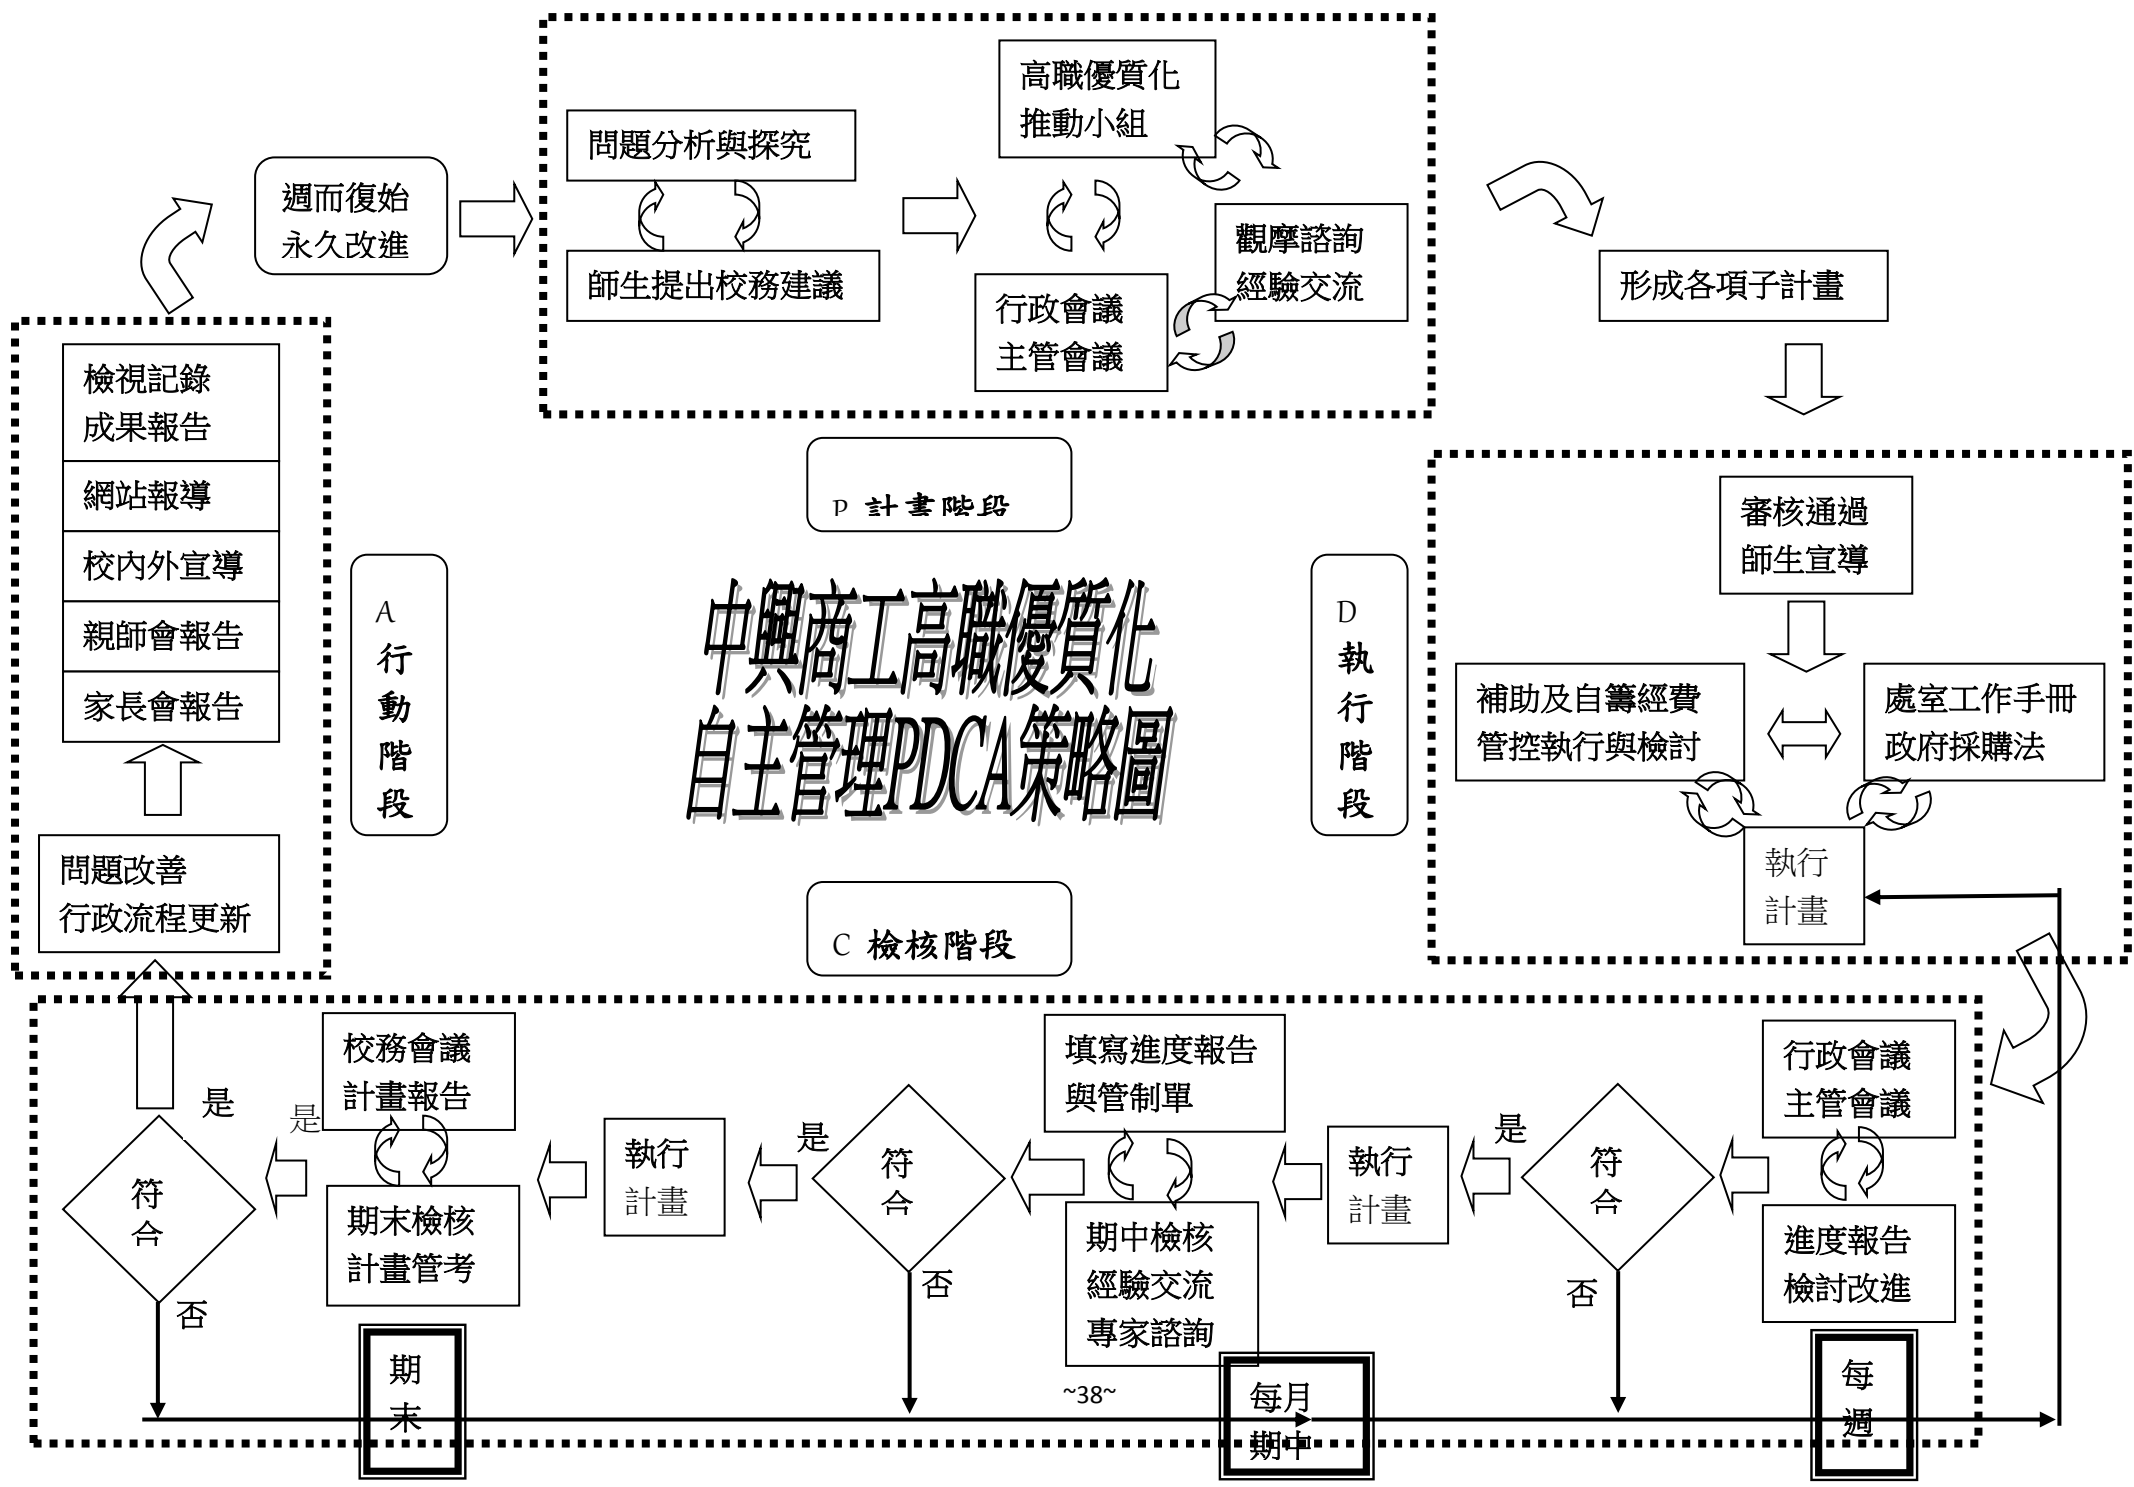 高職優質化
推動小組
問題分析與探究
週而復始
永久改進
觀摩諮詢
經驗交流
師生提出校務建議
形成各項子計畫
行政會議
主管會議
檢視記錄
成果報告
網站報導
校內外宣導
親師會報告
家長會報告
P 計畫階段
審核通過
師生宣導
A
行
動
階
段
D
執
行
階
段
中興商工高職優質化
自主管理PDCA策略圖
補助及自籌經費
管控執行與檢討
處室工作手冊
政府採購法
問題改善
行政流程更新
執行
計畫
C 檢核階段
校務會議
計畫報告
填寫進度報告
與管制單
行政會議
主管會議
是
是
是
是
執行
計畫
執行
計畫
符
合
符
合
符
合
期末檢核
計畫管考
期中檢核
經驗交流
專家諮詢
進度報告
檢討改進
否
否
否
期
末
~38~
每月
期中
每
週